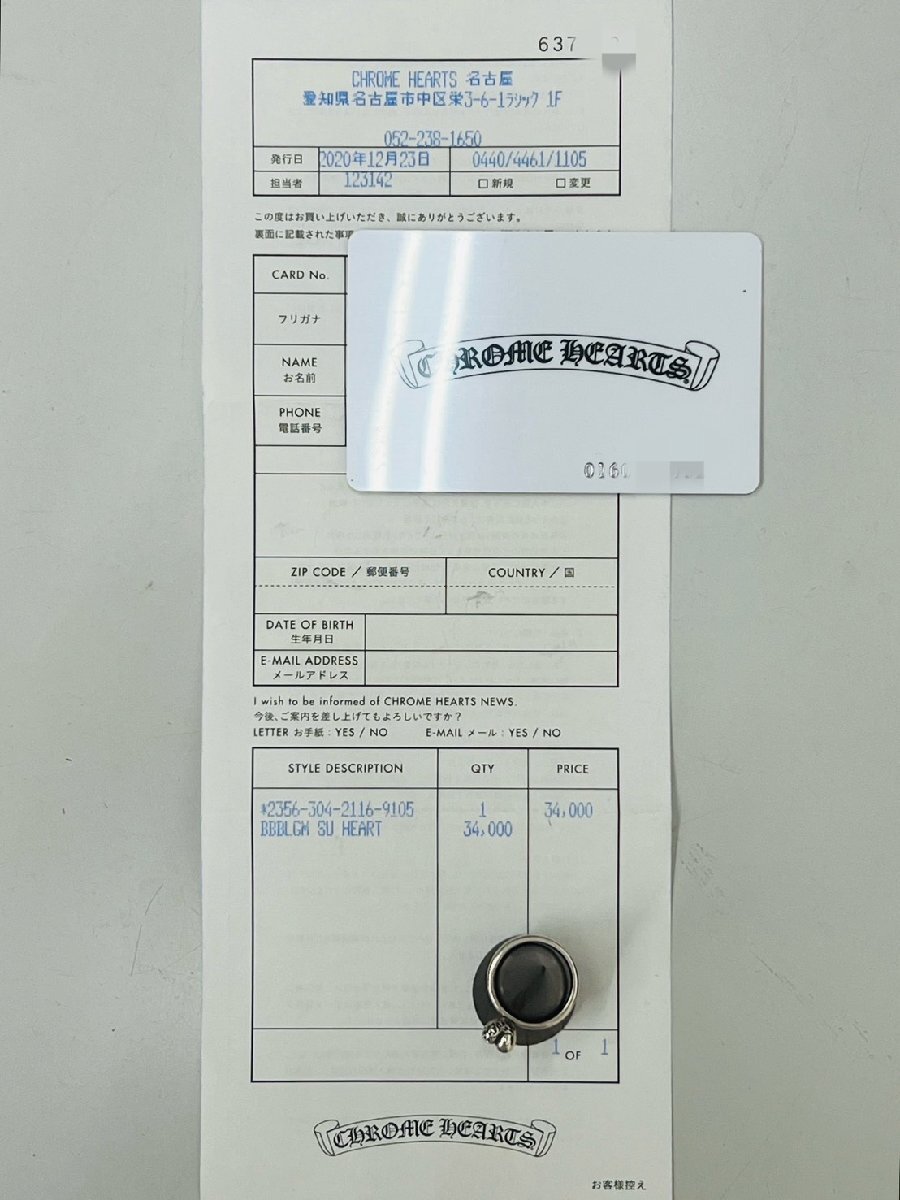 637
CHROME HEARTS 名古屋
愛知県名古屋市中区栄3-6-1ラシック 1F
052-238-1650
発行日 2020年12月23日 0440/4461/1105
担当者 123142 □新規 □変更
この度はお買い上げいただき、誠にありがとうございます。
裏面に記載された事項
CARD No.
フリガナ
CHROME HEARTS
NAME
お名前
PHONE
電話番号
0260
ZIP CODE / 郵便番号 COUNTRY / 国
DATE OF BIRTH
生年月日
E-MAIL ADDRESS
メールアドレス
I wish to be informed of CHROME HEARTS NEWS.
今後、ご案内を差し上げてもよろしいですか?
LETTER お手紙 : YES / NO E-MAIL メール : YES / NO
STYLE DESCRIPTION QTY PRICE
*2356-304-2116-9105 1 34,000
BBBLGM SU HEART 34,000
1 OF 1
CHROME HEARTS
お客様控え